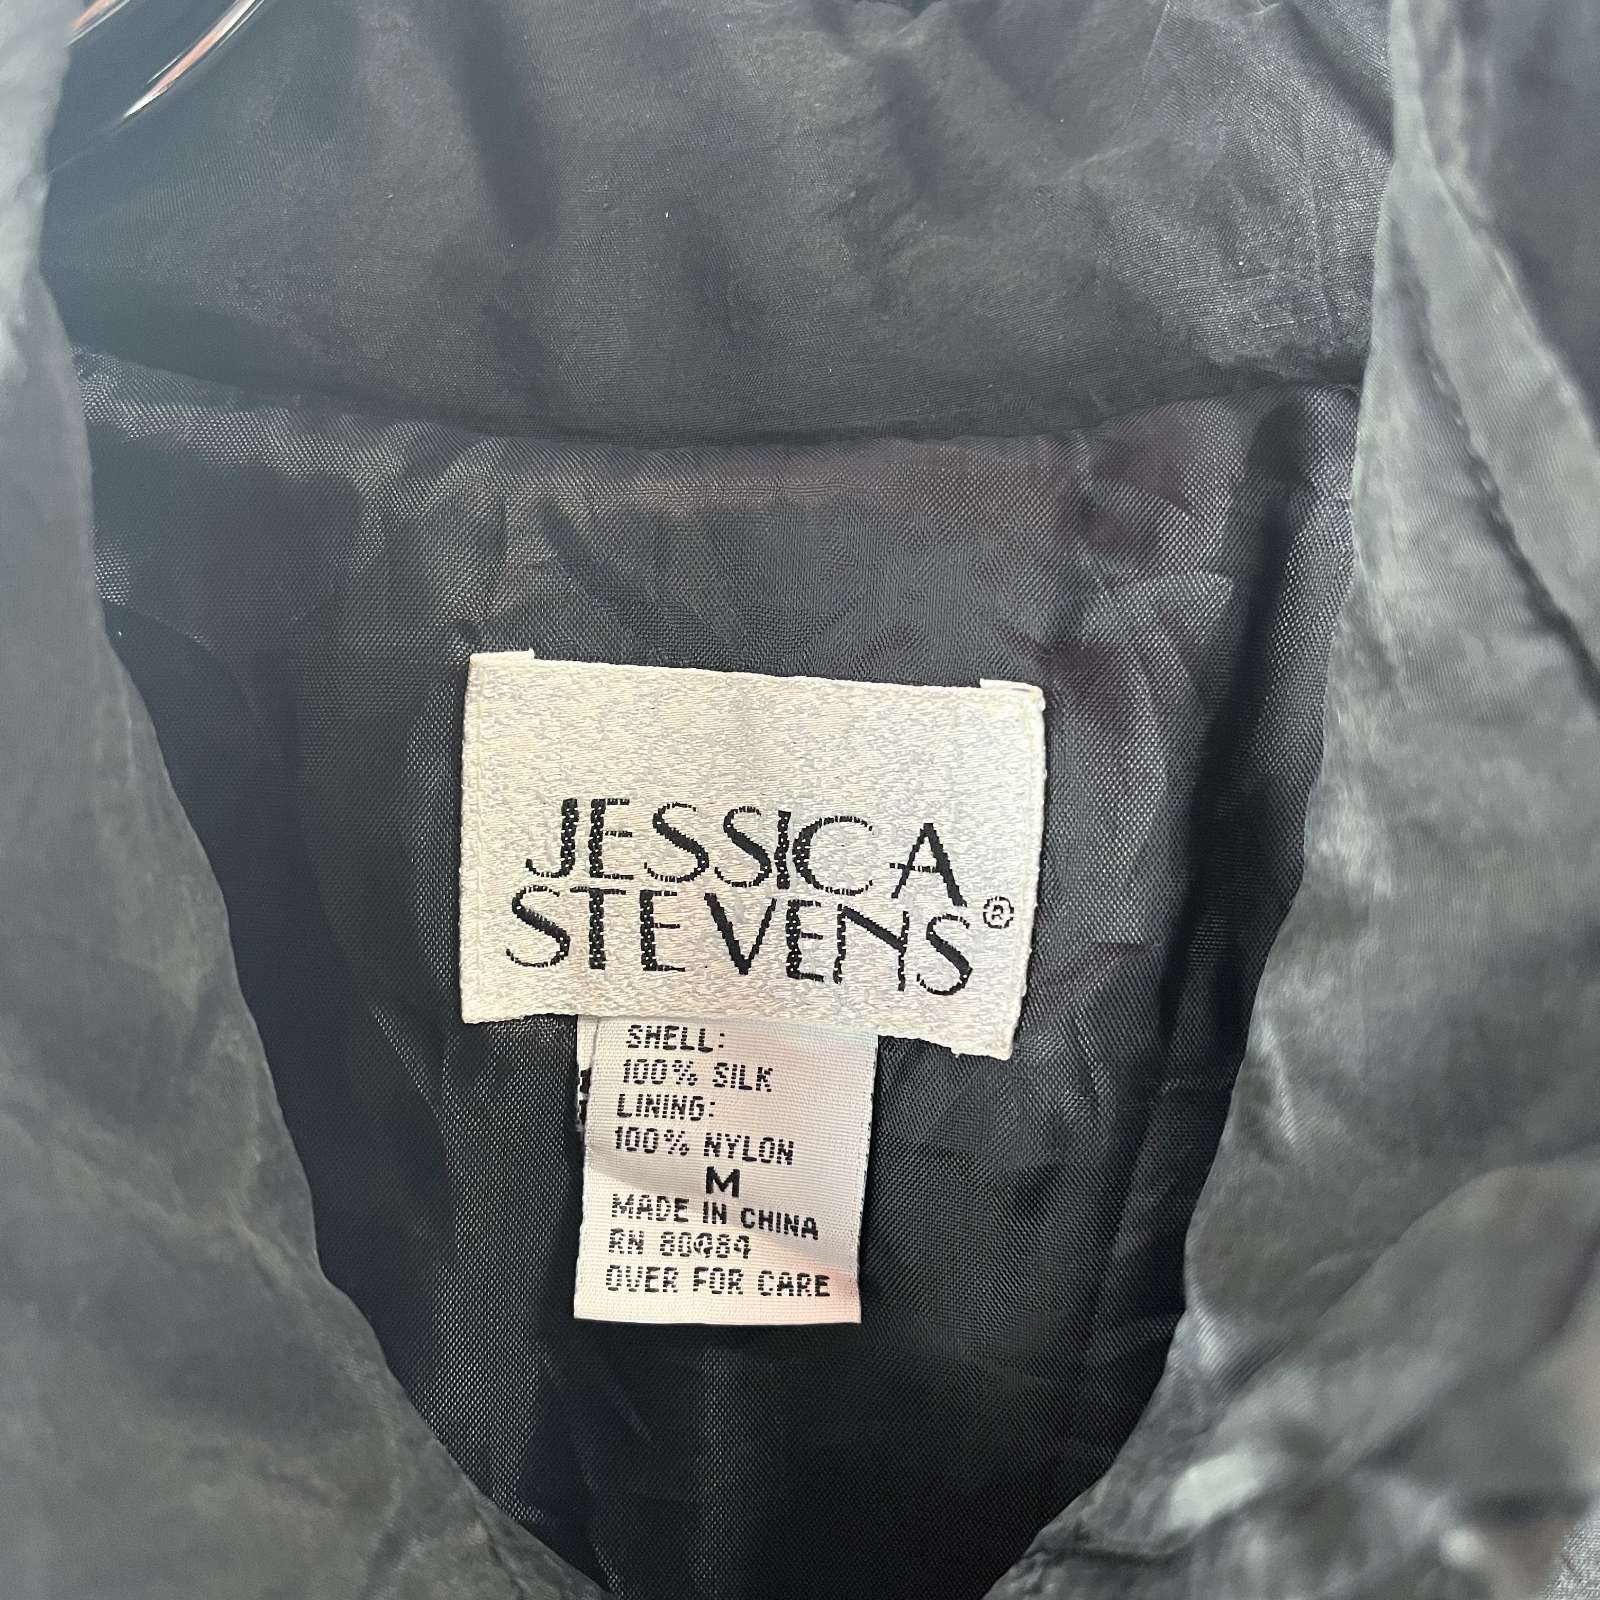 JESSICA
STEVENS®
SHELL:
100% SILK
LINING:
100% NYLON
M
MADE IN CHINA
RN 80989
OVER FOR CARE